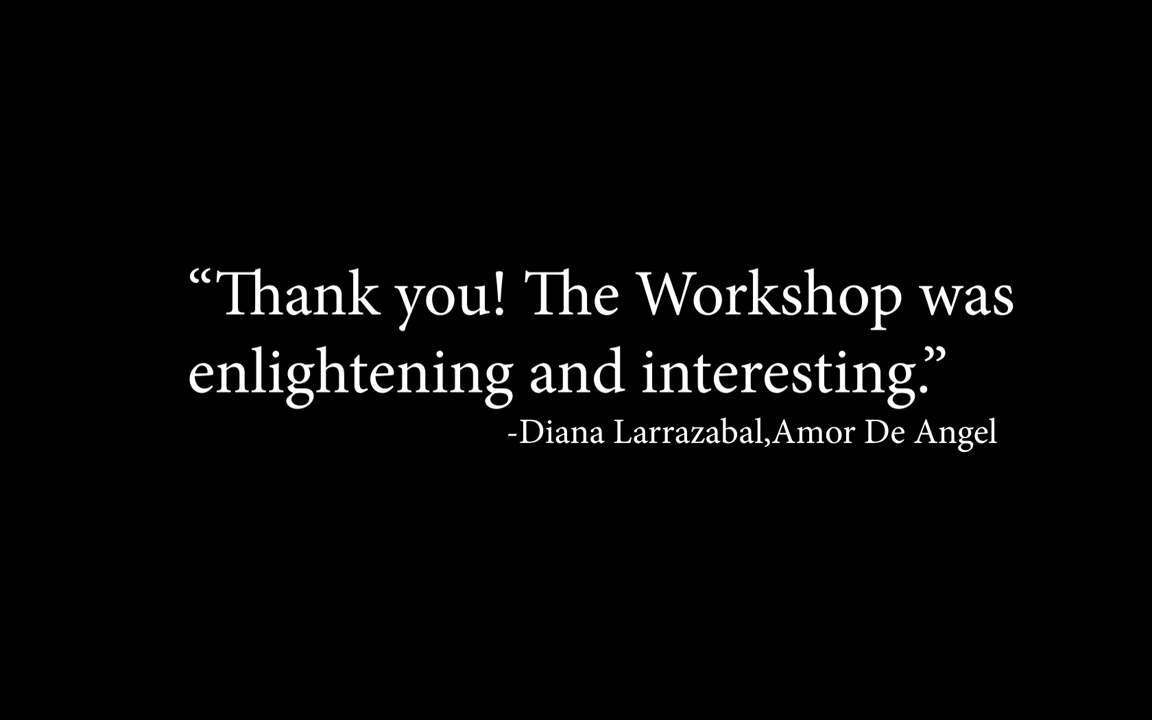 “Thank you! The Workshop was
enlightening and interesting.”
-Diana Larrazabal,Amor De Angel